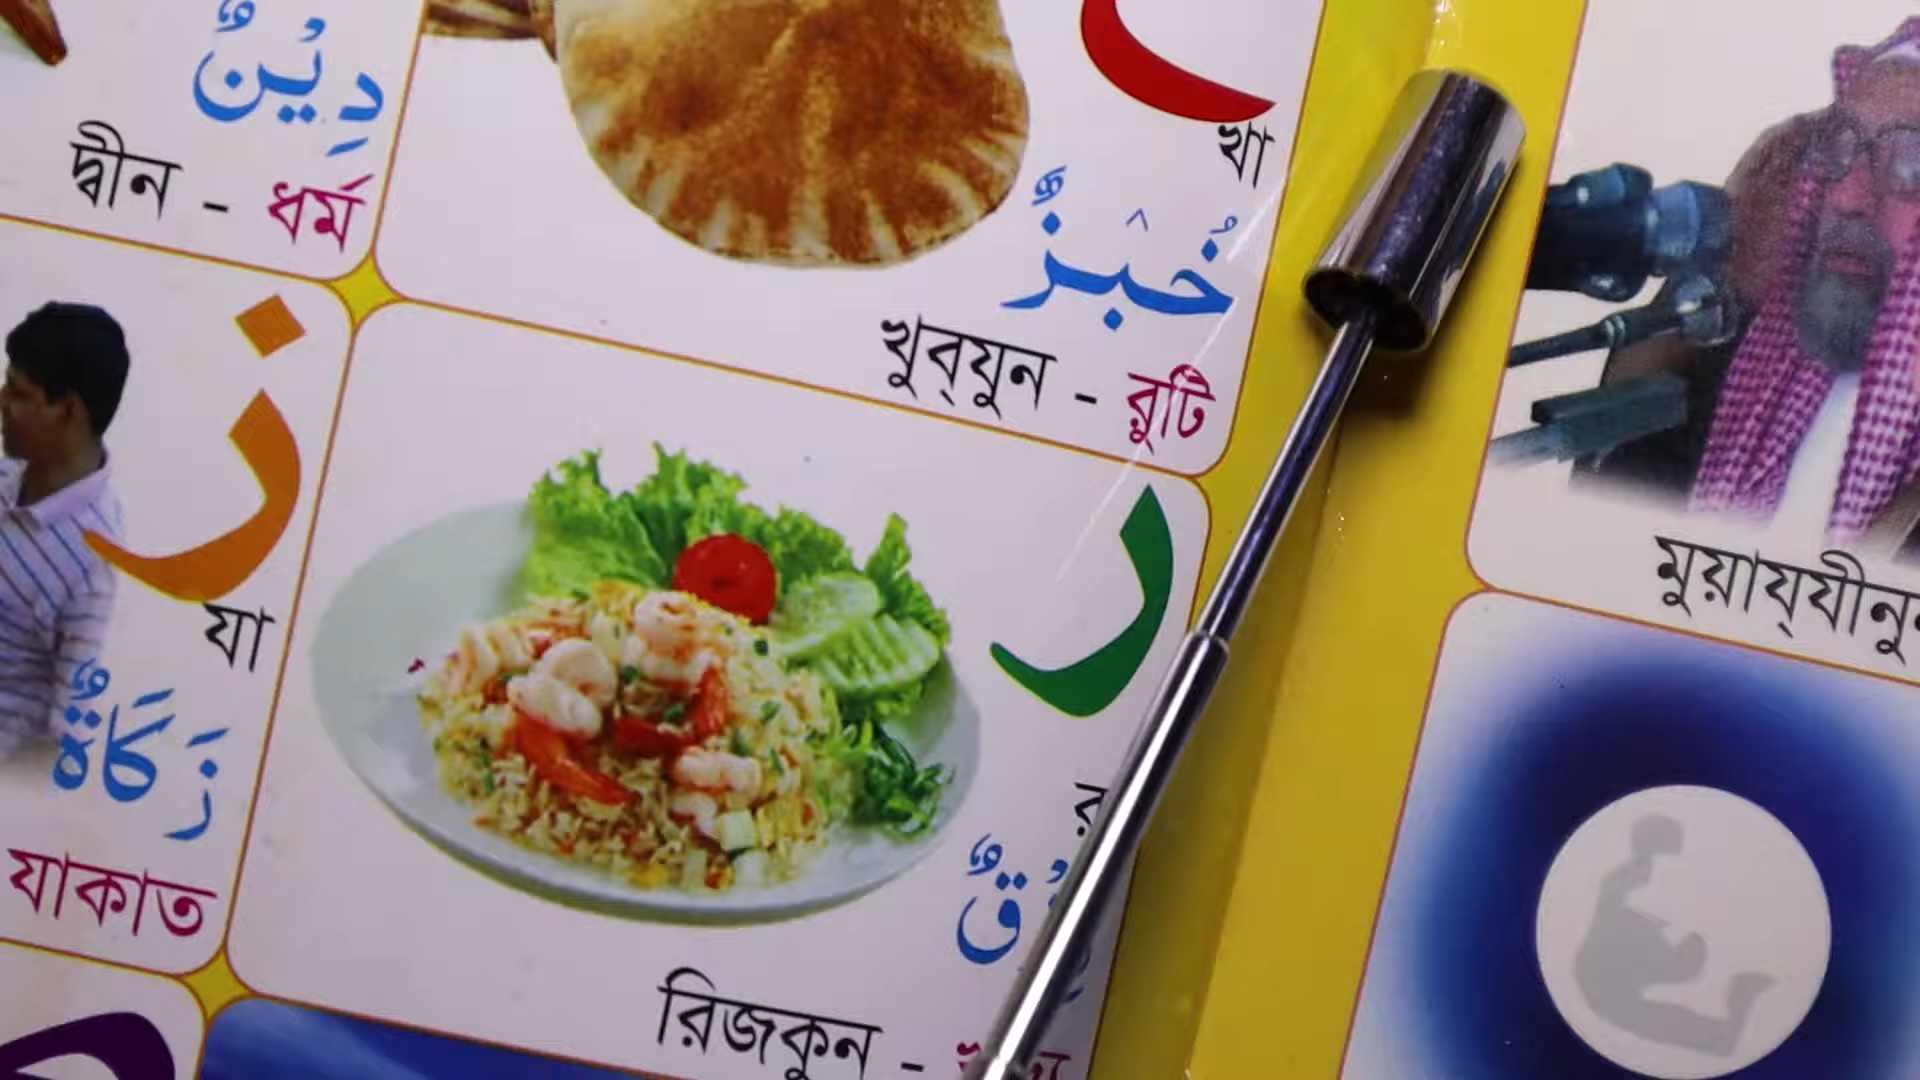 دِيْنٌ
দ্বীন - ধর্ম
খা
خُبْزٌ
খুব্যুন - রুটি
ز
যা
زَكَاةٌ
যাকাত
ر
র
রিজকুন -
মুয়ায্যীনু